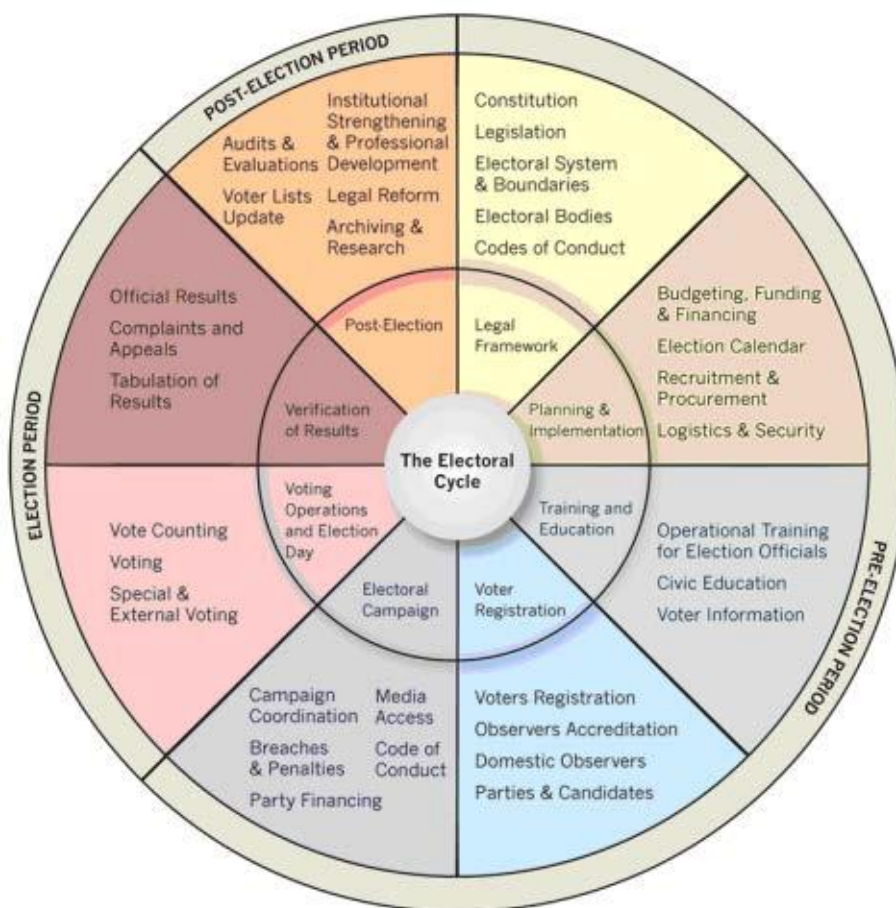 POST-ELECTION PERIOD
ELECTION PERIOD
PRE-ELECTION PERIOD
The Electoral
Cycle
Legal
Framework
Constitution
Legislation
Electoral System
& Boundaries
Electoral Bodies
Codes of Conduct
Planning &
Implementation
Budgeting, Funding
& Financing
Election Calendar
Recruitment &
Procurement
Logistics & Security
Training and
Education
Operational Training
for Election Officials
Civic Education
Voter Information
Voter
Registration
Voters Registration
Observers Accreditation
Domestic Observers
Parties & Candidates
Electoral
Campaign
Campaign
Coordination
Breaches
& Penalties
Party Financing
Media
Access
Code of
Conduct
Voting
Operations
and Election
Day
Vote Counting
Voting
Special &
External Voting
Verification
of Results
Official Results
Complaints and
Appeals
Tabulation of
Results
Post-Election
Audits &
Evaluations
Voter Lists
Update
Institutional
Strengthening
& Professional
Development
Legal Reform
Archiving &
Research